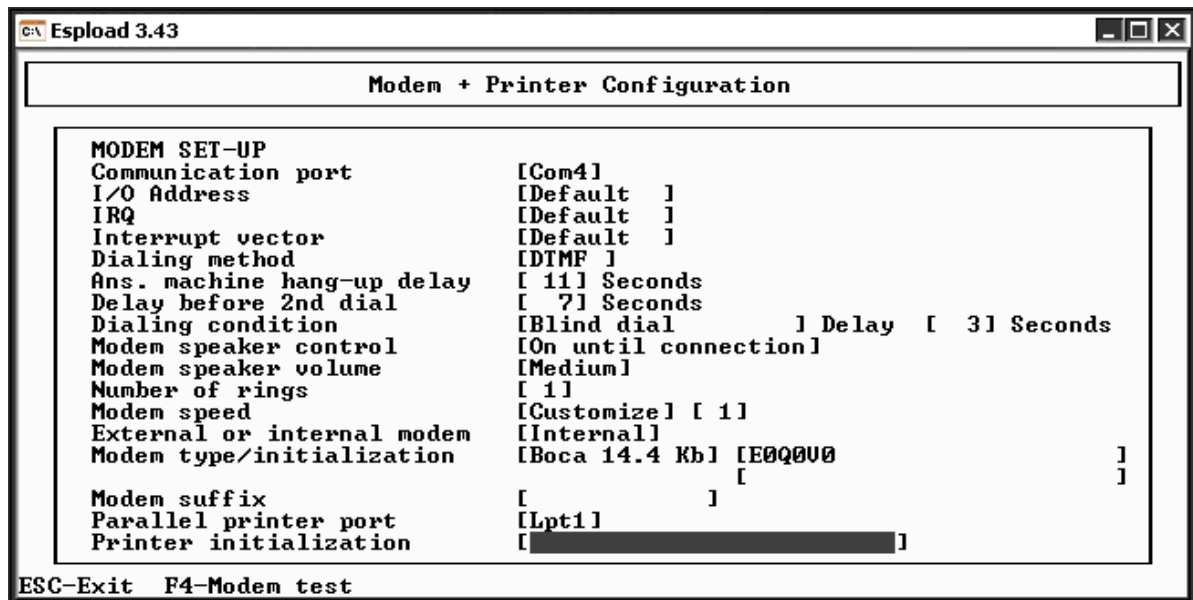 C:\ Espload 3.43
Modem + Printer Configuration
MODEM SET-UP
Communication port [Com4]
I/O Address [Default ]
IRQ [Default ]
Interrupt vector [Default ]
Dialing method [DTMF ]
Ans. machine hang-up delay [ 11] Seconds
Delay before 2nd dial [ 7] Seconds
Dialing condition [Blind dial ] Delay [ 3] Seconds
Modem speaker control [On until connection]
Modem speaker volume [Medium]
Number of rings [ 1]
Modem speed [Customize] [ 1]
External or internal modem [Internal]
Modem type/initialization [Boca 14.4 Kb] [E0Q0V0 ]
[ ]
Modem suffix [ ]
Parallel printer port [Lpt1]
Printer initialization [ ]
ESC-Exit F4-Modem test